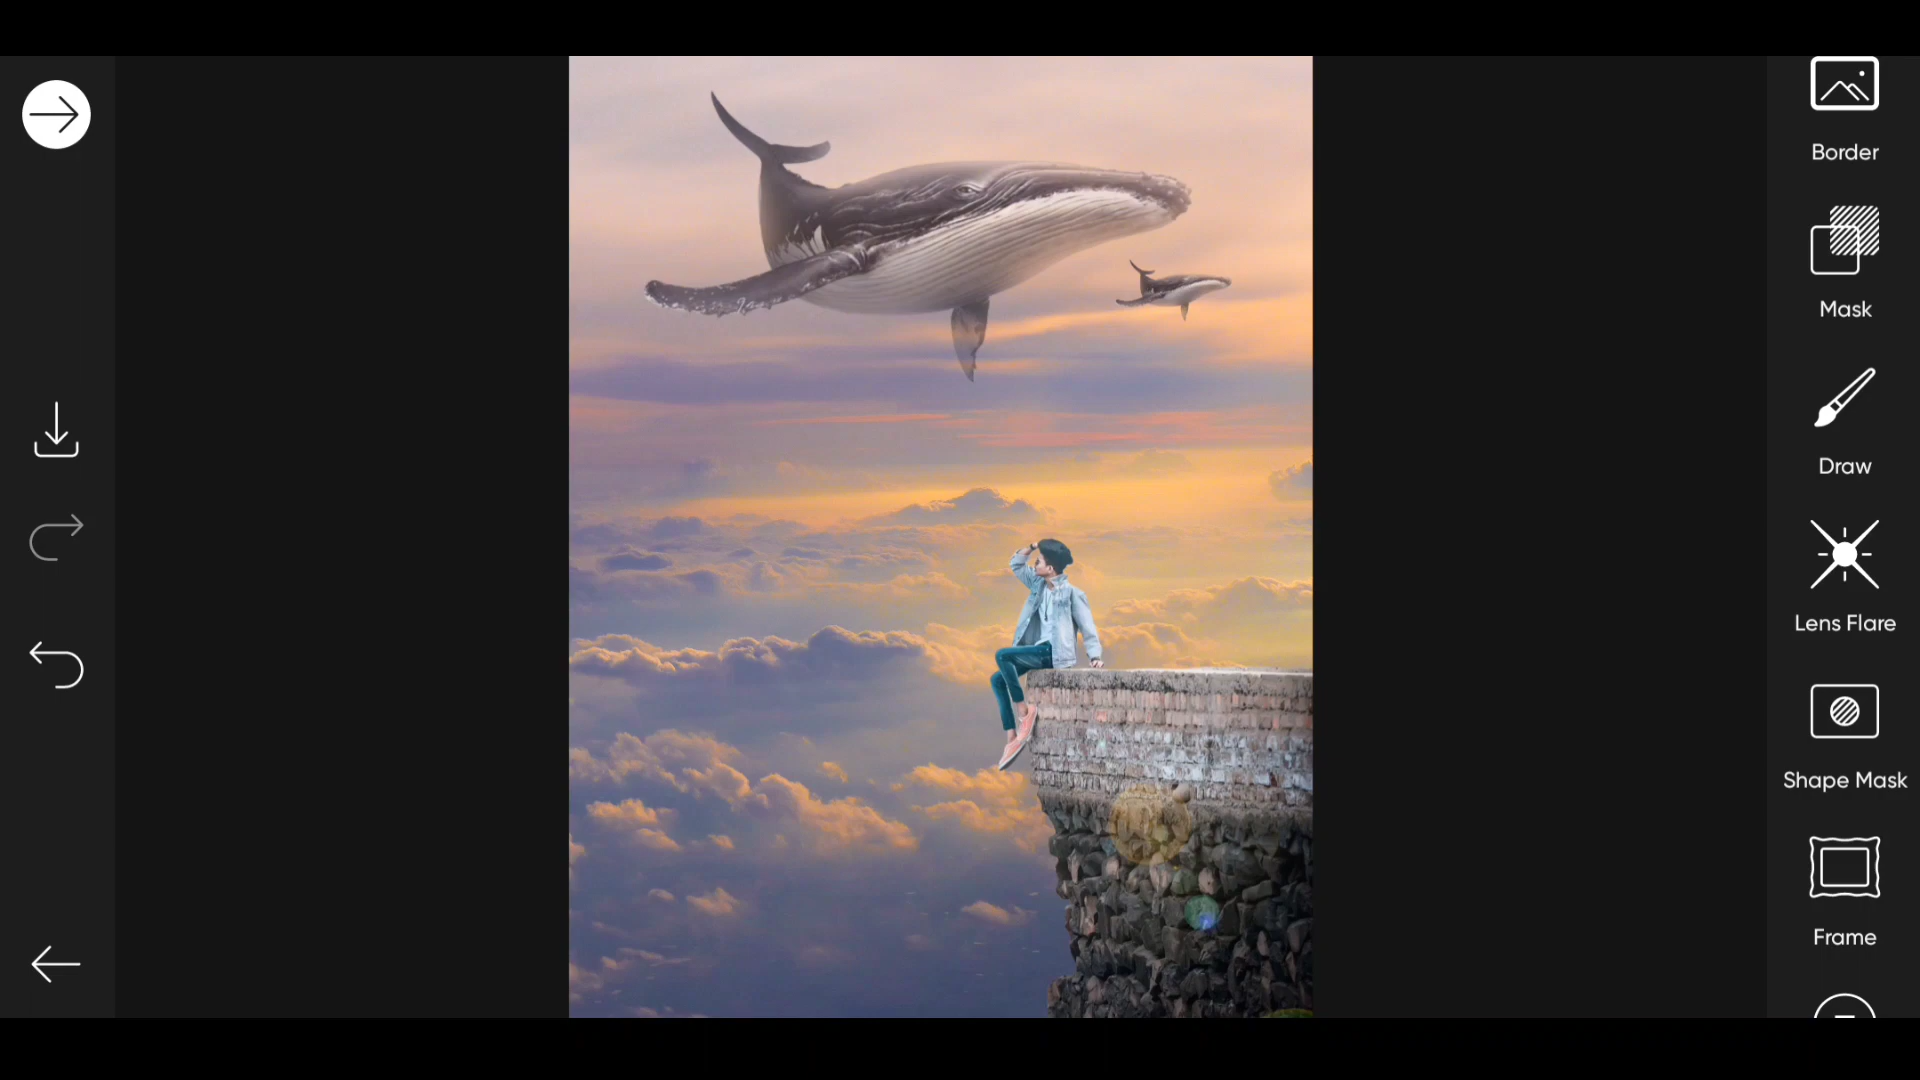 Border
Mask
Draw
Lens Flare
Shape Mask
Frame